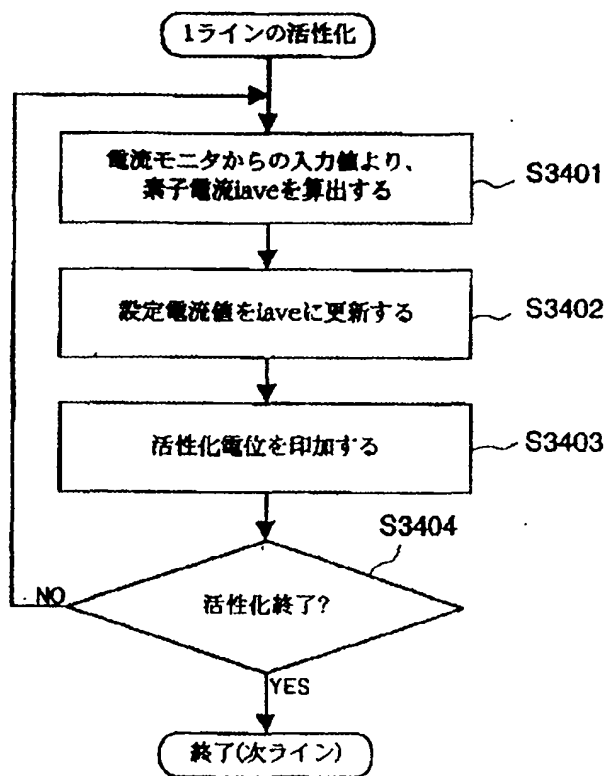 1ラインの活性化
電流モニタからの入力値より、
素子電流iaveを算出する
S3401
設定電流値をiaveに更新する
S3402
活性化電位を印加する
S3403
S3404
活性化終了?
NO
YES
終了(次ライン)